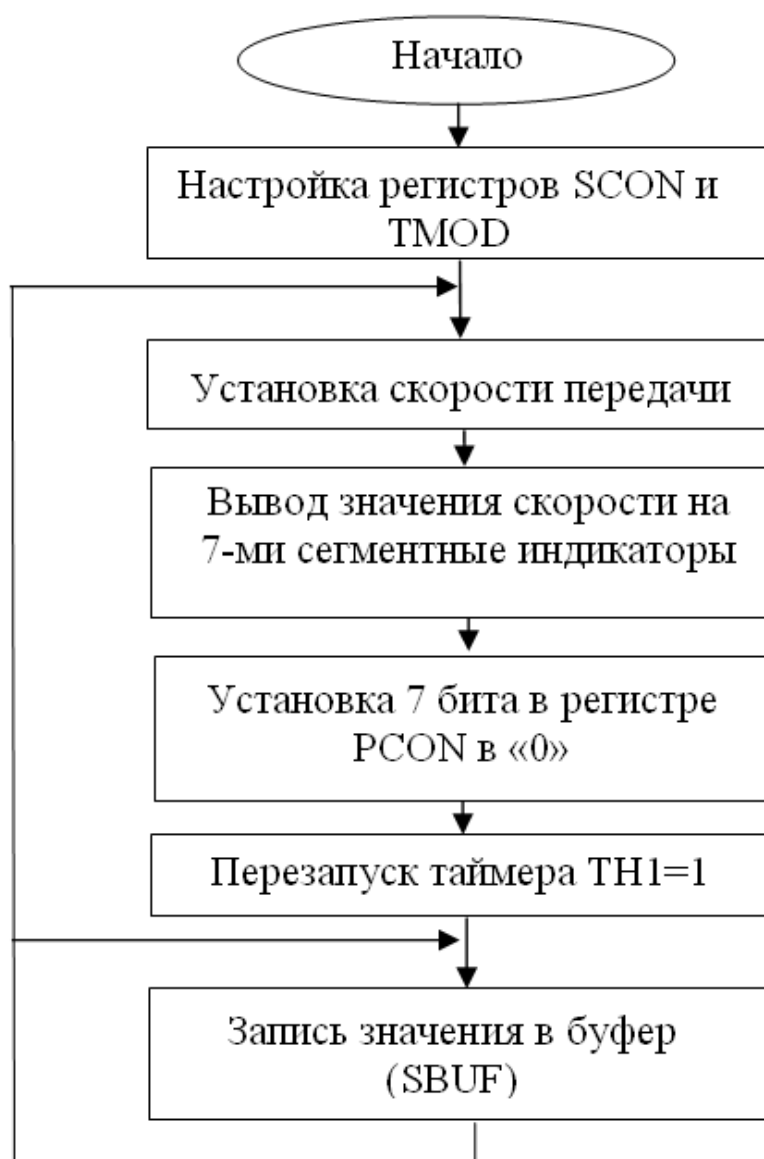 Начало
Настройка регистров SCON и
TMOD
Установка скорости передачи
Вывод значения скорости на
7-ми сегментные индикаторы
Установка 7 бита в регистре
PCON в «0»
Перезапуск таймера TH1=1
Запись значения в буфер
(SBUF)